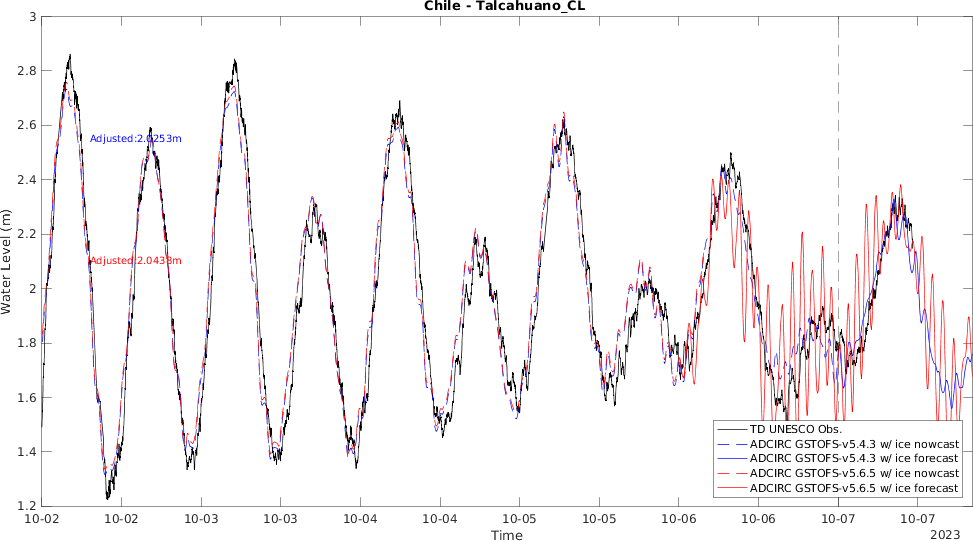 Chile - Talcahuano_CL
3
2.8
2.6
2.4
2.2
2
1.8
1.6
1.4
1.2
Water Level (m)
Adjusted:2.0253m
Adjusted:2.0433m
TD UNESCO Obs.
ADCIRC GSTOFS-v5.4.3 w/ ice nowcast
ADCIRC GSTOFS-v5.4.3 w/ ice forecast
ADCIRC GSTOFS-v5.6.5 w/ ice nowcast
ADCIRC GSTOFS-v5.6.5 w/ ice forecast
10-02 10-02 10-03 10-03 10-04 10-04 10-05 10-05 10-06 10-06 10-07 10-07
Time
2023